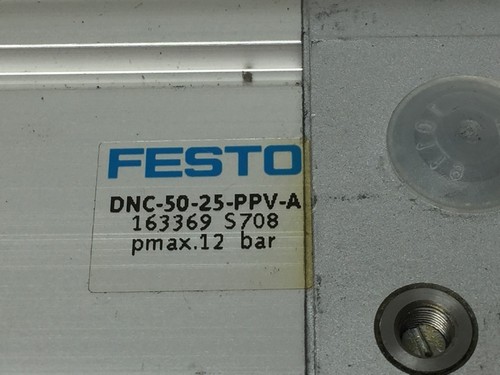 FESTO
DNC-50-25-PPV-A
163369 S708
pmax.12 bar